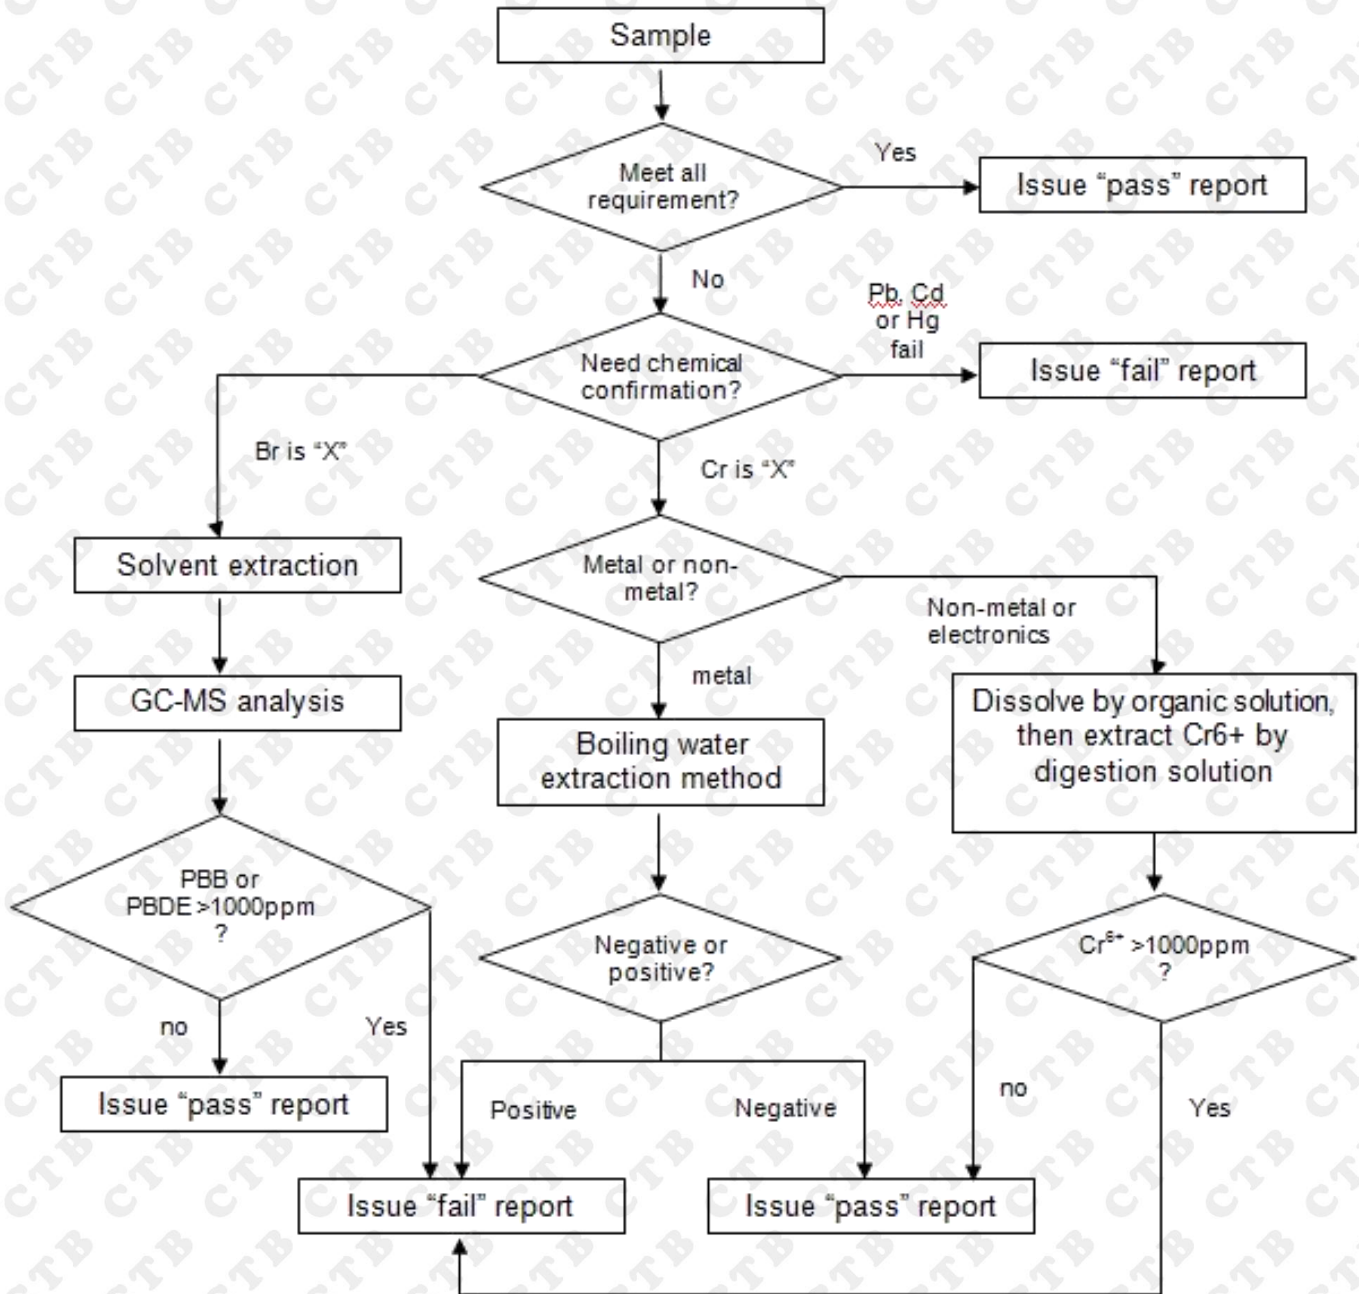 Sample
Meet all
requirement?
Yes
Issue “pass” report
No
Pb, Cd
or Hg
fail
Need chemical
confirmation?
Issue “fail” report
Br is “X”
Cr is “X”
Solvent extraction
Metal or non-
metal?
Non-metal or
electronics
metal
GC-MS analysis
Boiling water
extraction method
Dissolve by organic solution,
then extract Cr6+ by
digestion solution
PBB or
PBDE >1000ppm
?
Negative or
positive?
Cr⁶⁺ >1000ppm
?
no
Yes
Issue “pass” report
Positive
Negative
no
Yes
Issue “fail” report
Issue “pass” report
CTB